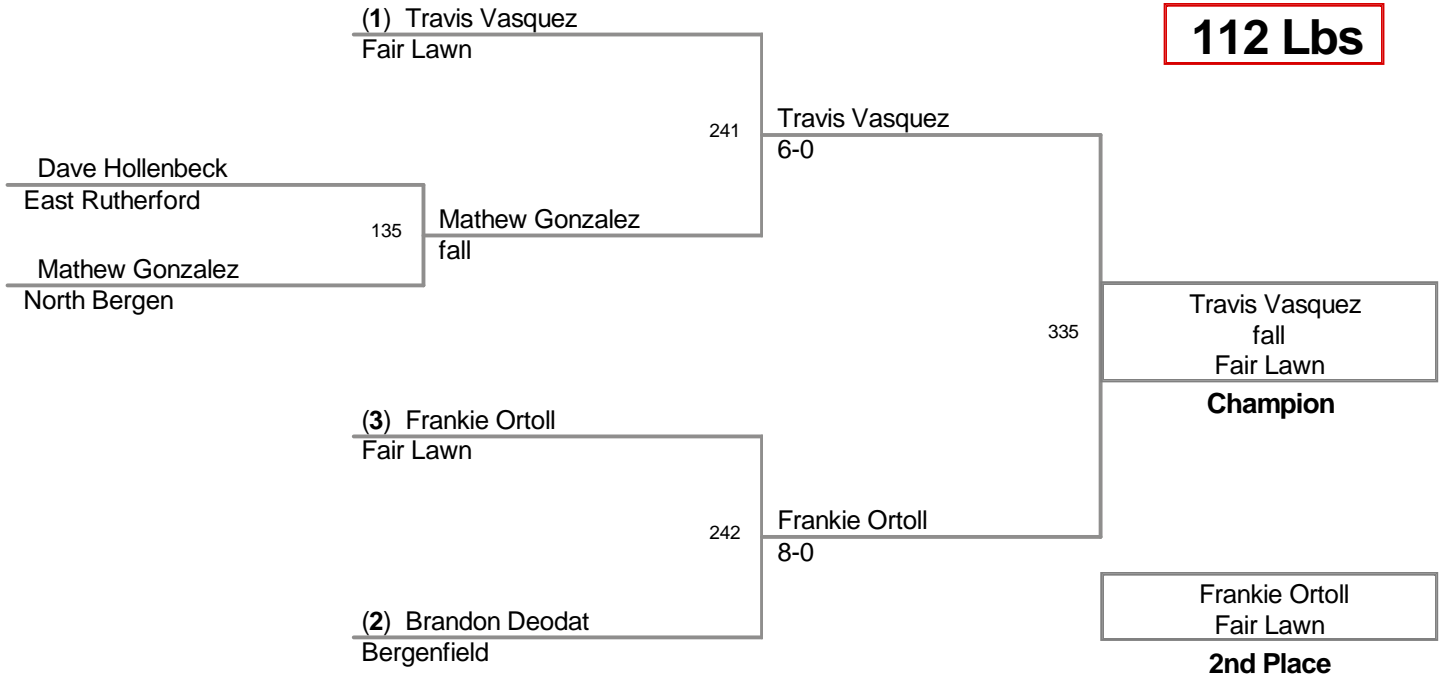 (1) Travis Vasquez
Fair Lawn
112 Lbs
241
Travis Vasquez
6-0
Dave Hollenbeck
East Rutherford
135
Mathew Gonzalez
fall
Mathew Gonzalez
North Bergen
335
Travis Vasquez
fall
Fair Lawn
Champion
(3) Frankie Ortoll
Fair Lawn
242
Frankie Ortoll
8-0
(2) Brandon Deodat
Bergenfield
Frankie Ortoll
Fair Lawn
2nd Place